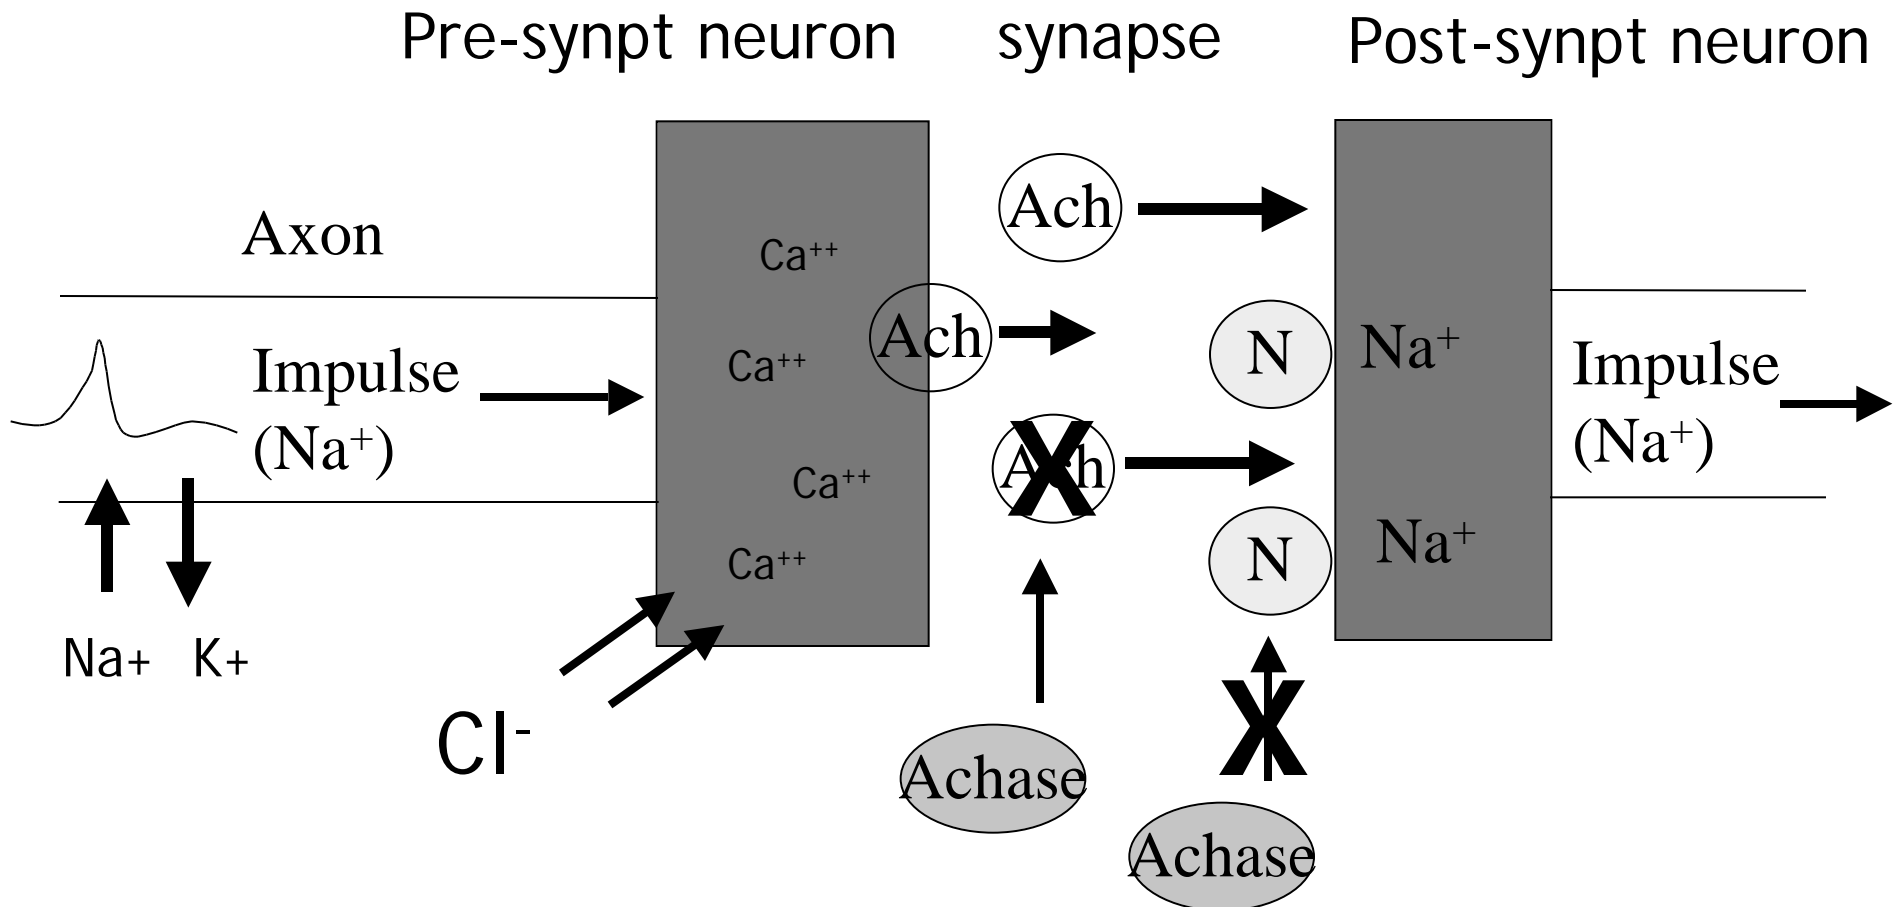 Pre-synpt neuron synapse Post-synpt neuron
Ach
Axon
Ca⁺⁺
Ach
N
Na⁺
Impulse
(Na⁺)
Ca⁺⁺
Impulse
(Na⁺)
Ach
Ca⁺⁺
N
Na⁺
Ca⁺⁺
Na+ K+
Cl⁻
X
X
Achase
Achase